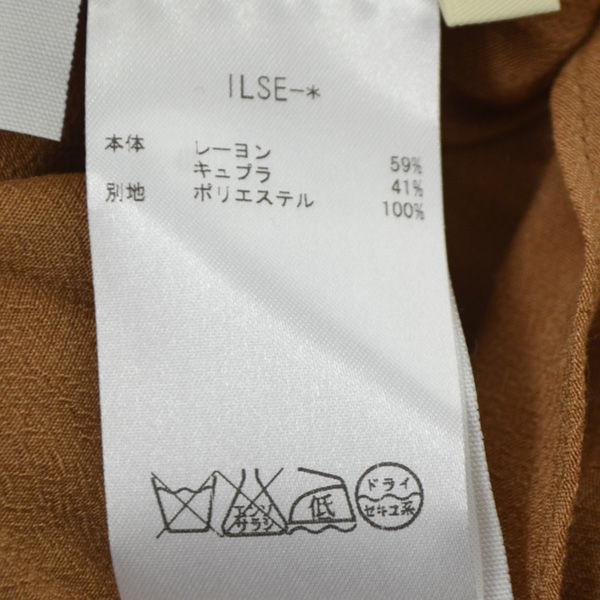 ILSE-*
本体 レーヨン 59%
キュプラ 41%
別地 ポリエステル 100%
エンソ
サラシ
低
ドライ
セキユ系